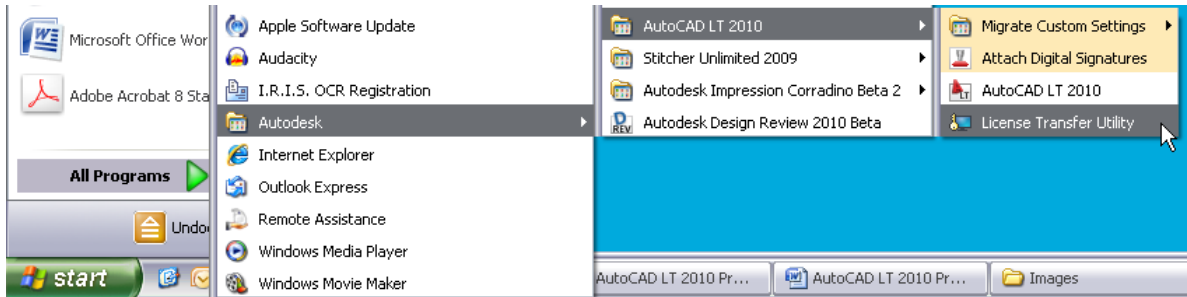 Microsoft Office Wor
Adobe Acrobat 8 Sta
All Programs
Undo
start
Apple Software Update
Audacity
I.R.I.S. OCR Registration
Autodesk
Internet Explorer
Outlook Express
Remote Assistance
Windows Media Player
Windows Movie Maker
AutoCAD LT 2010
Stitcher Unlimited 2009
Autodesk Impression Corradino Beta 2
REV Autodesk Design Review 2010 Beta
Migrate Custom Settings
Attach Digital Signatures
LT AutoCAD LT 2010
License Transfer Utility
AutoCAD LT 2010 Pr...
AutoCAD LT 2010 Pr...
Images